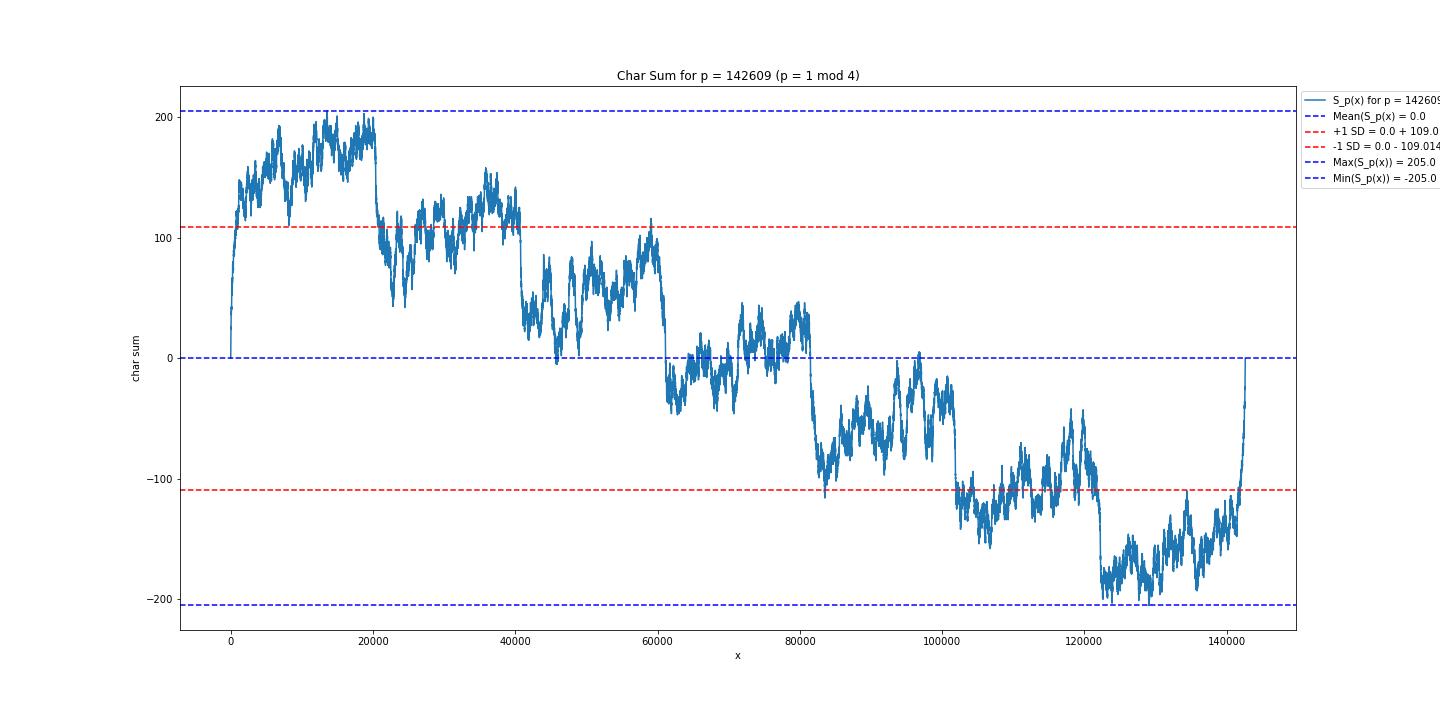 Char Sum for p = 142609 (p = 1 mod 4)
S_p(x) for p = 142609
Mean(S_p(x) = 0.0
+1 SD = 0.0 + 109.0
-1 SD = 0.0 - 109.014
Max(S_p(x)) = 205.0
Min(S_p(x)) = -205.0
200
100
0
−100
−200
char sum
0 20000 40000 60000 80000 100000 120000 140000
x